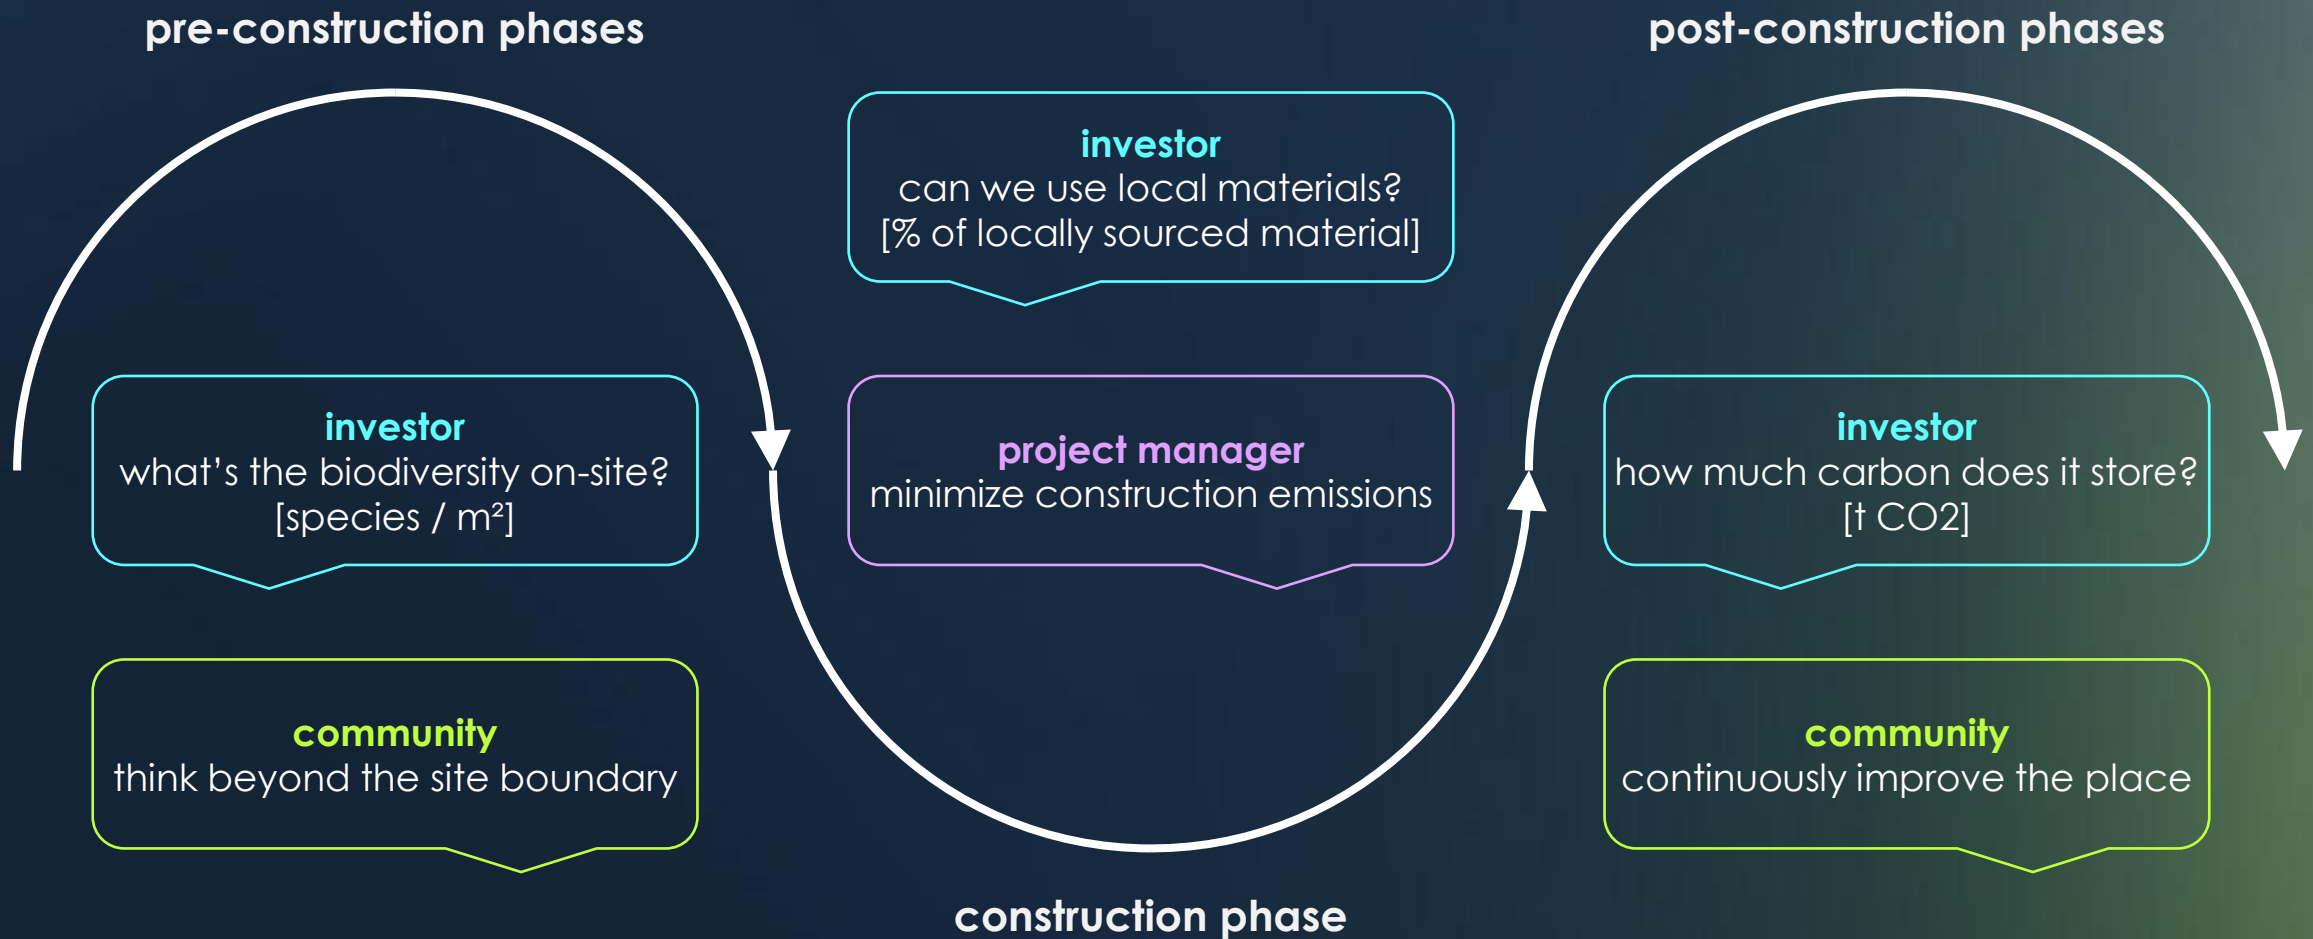 pre-construction phases
investor
what's the biodiversity on-site?
[species / m²]
community
think beyond the site boundary
investor
can we use local materials?
[% of locally sourced material]
project manager
minimize construction emissions
construction phase
post-construction phases
investor
how much carbon does it store?
[t CO2]
community
continuously improve the place